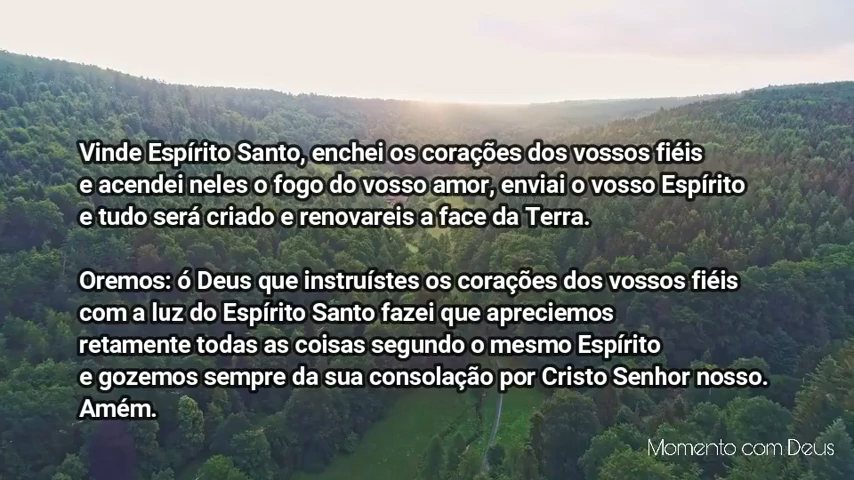 Vinde Espírito Santo, enchei os corações dos vossos fiéis
e acendei neles o fogo do vosso amor, enviai o vosso Espírito
e tudo será criado e renovareis a face da Terra.
Oremos: ó Deus que instruístes os corações dos vossos fiéis
com a luz do Espírito Santo fazei que apreciemos
retamente todas as coisas segundo o mesmo Espírito
e gozemos sempre da sua consolação por Cristo Senhor nosso.
Amém.
Momento com Deus